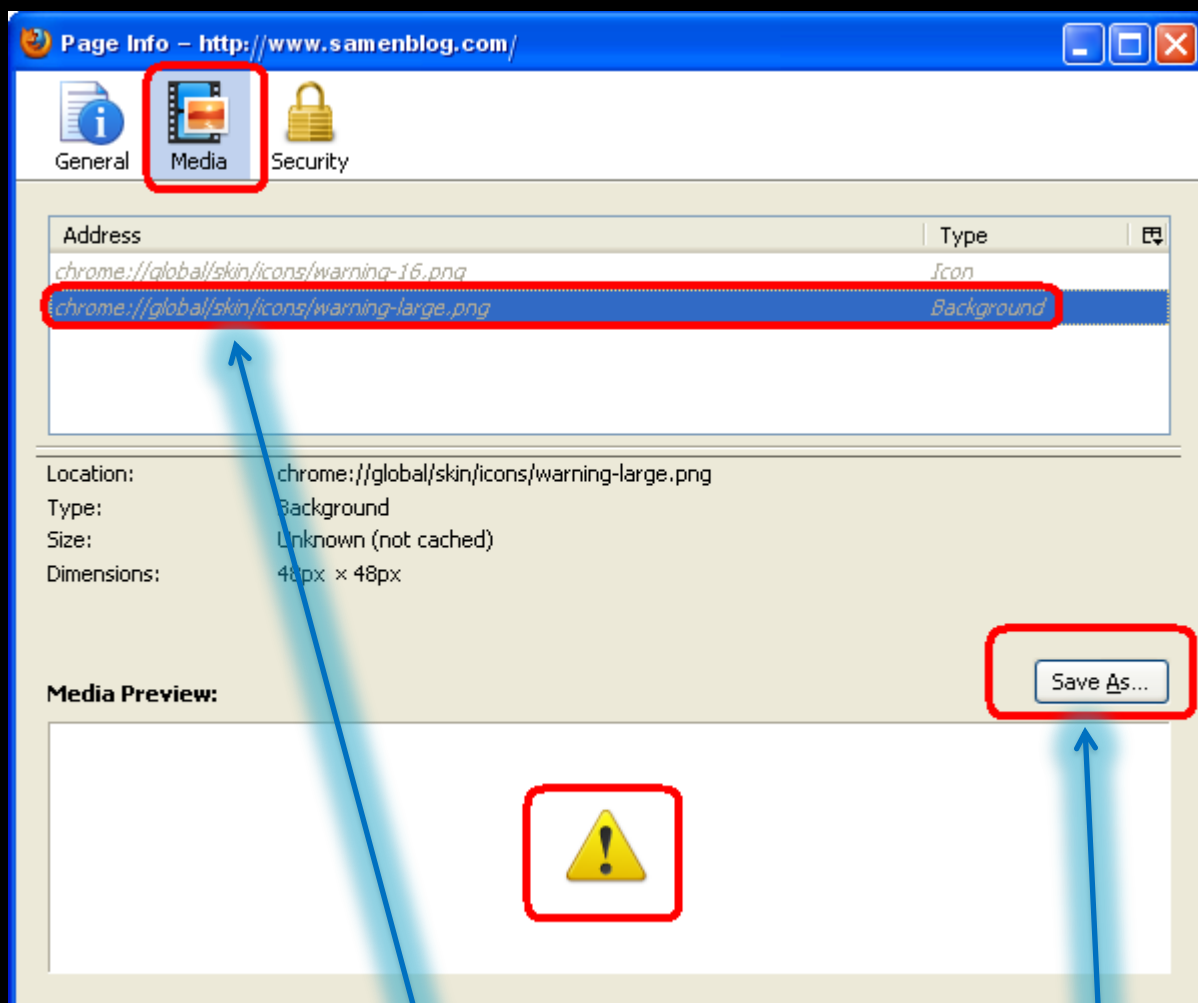 Page Info – http://www.samenblog.com/
General Media Security
Address Type
chrome://global/skin/icons/warning-16.png Icon
chrome://global/skin/icons/warning-large.png Background
Location: chrome://global/skin/icons/warning-large.png
Type: Background
Size: Unknown (not cached)
Dimensions: 48px × 48px
Save As...
Media Preview: